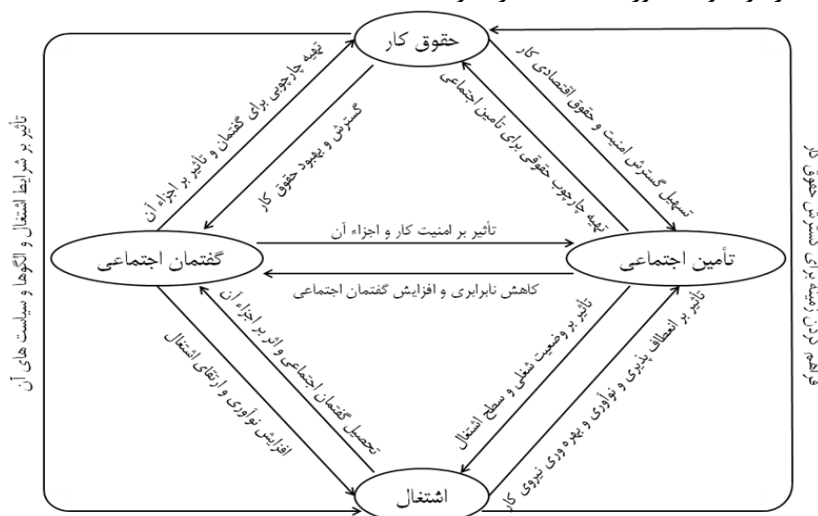 حقوق کار
تهیه چارچوبی برای گفتمان و تأثیر بر اجزاء آن
گسترش و بهبود حقوق کار
تسهیل گسترش امنیت و حقوق اقتصادی کار
تهیه چارچوب حقوقی برای تأمین اجتماعی
فراهم کردن زمینه برای گسترش حقوق کار
تأثیر بر شرایط اشتغال و الگوها و سیاست های آن
تأمین اجتماعی
گفتمان اجتماعی
تأثیر بر امنیت کار و اجزاء آن
کاهش نابرابری و افزایش گفتمان اجتماعی
تأثیر بر انعطاف پذیری و نوآوری و بهره وری نیروی کار
تأثیر بر وضعیت شغلی و سطح اشتغال
تحصیل گفتمان اجتماعی و اثر بر اجزاء آن
افزایش نوآوری و ارتقای اشتغال
اشتغال